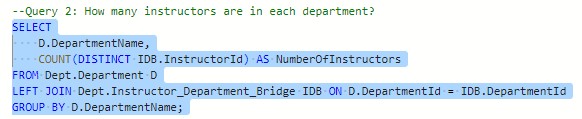 --Query 2: How many instructors are in each department?
SELECT
    D.DepartmentName,
    COUNT(DISTINCT IDB.InstructorId) AS NumberOfInstructors
FROM Dept.Department D
LEFT JOIN Dept.Instructor_Department_Bridge IDB ON D.DepartmentId = IDB.DepartmentId
GROUP BY D.DepartmentName;